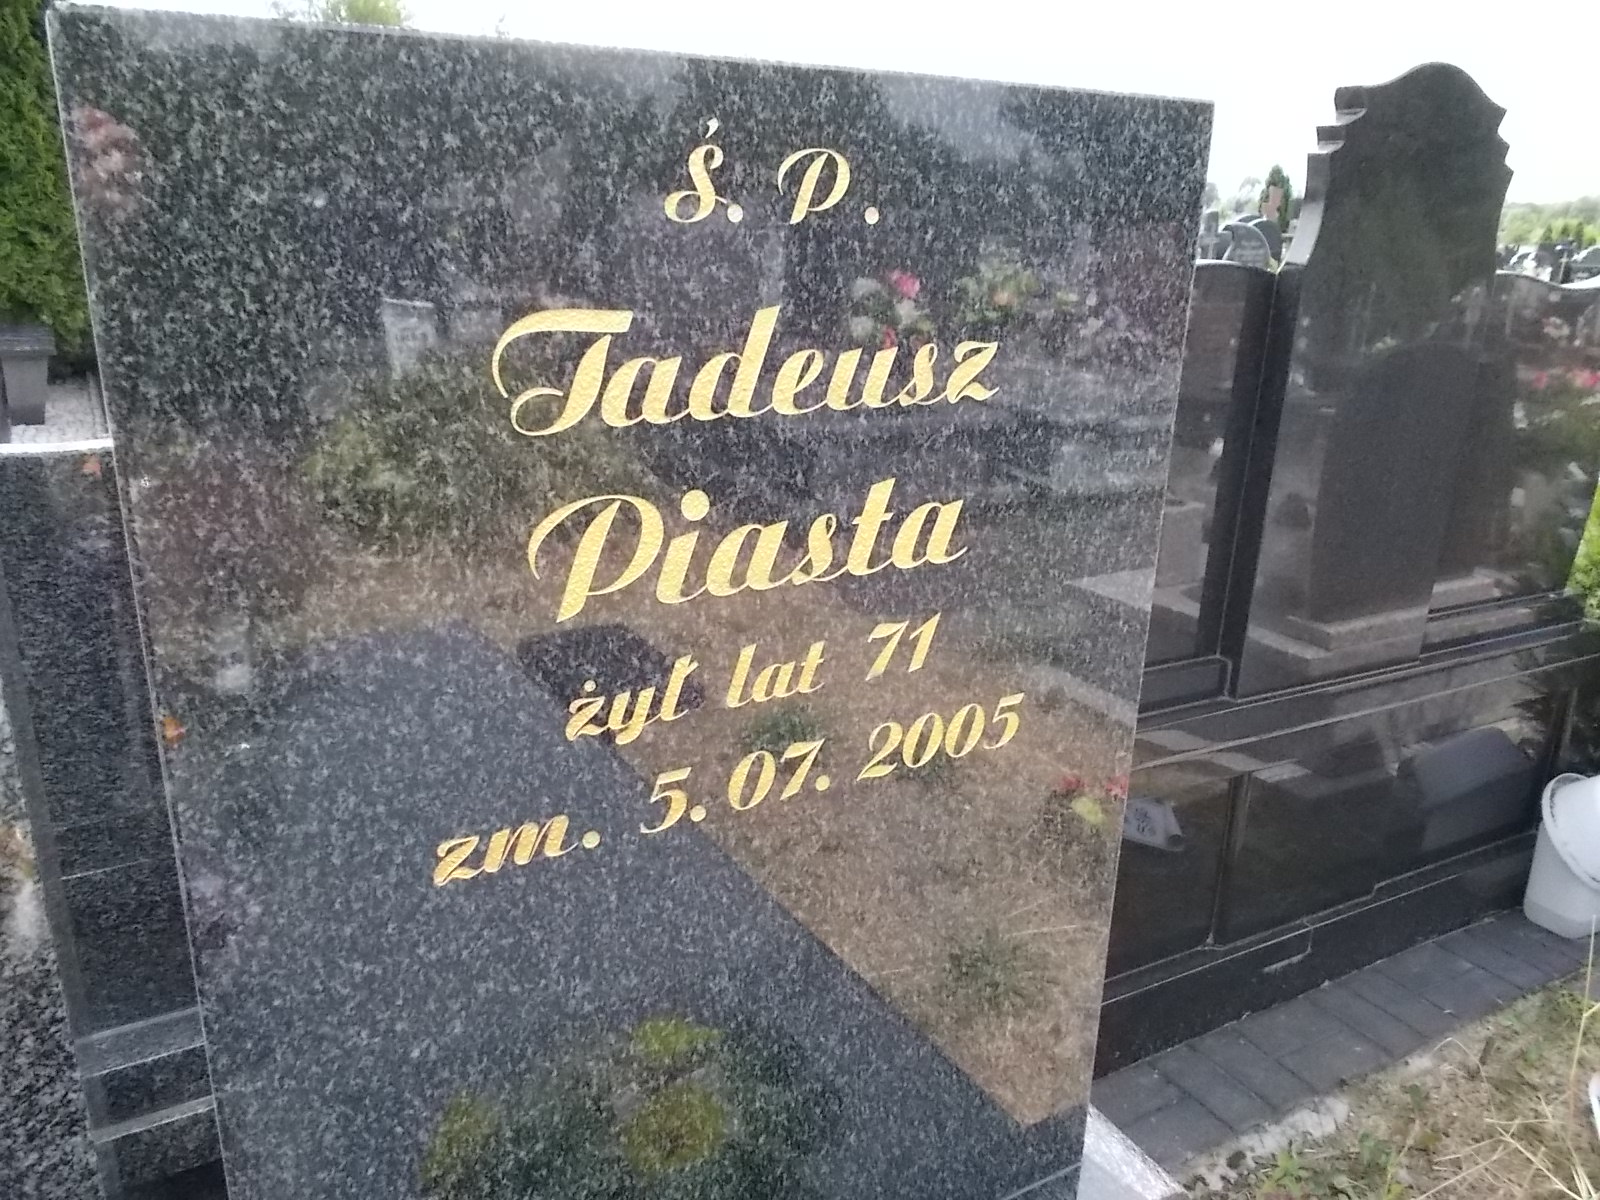 Ś. P.
Tadeusz
Piasta
żył lat 71
zm. 5. 07. 2005